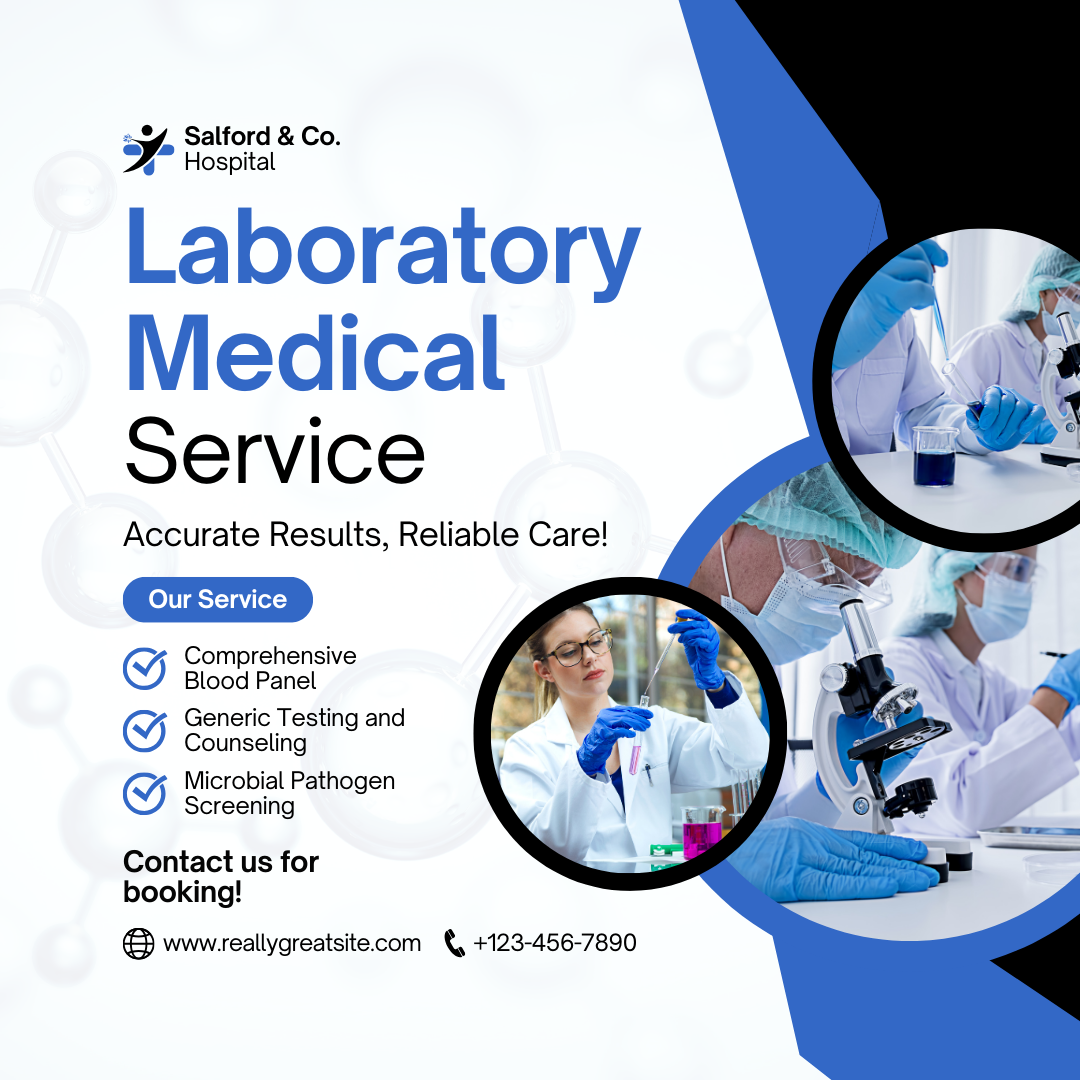 Salford & Co.
Hospital
Laboratory
Medical
Service
Accurate Results, Reliable Care!
Our Service
Comprehensive
Blood Panel
Generic Testing and
Counseling
Microbial Pathogen
Screening
Contact us for
booking!
www.reallygreatsite.com +123-456-7890